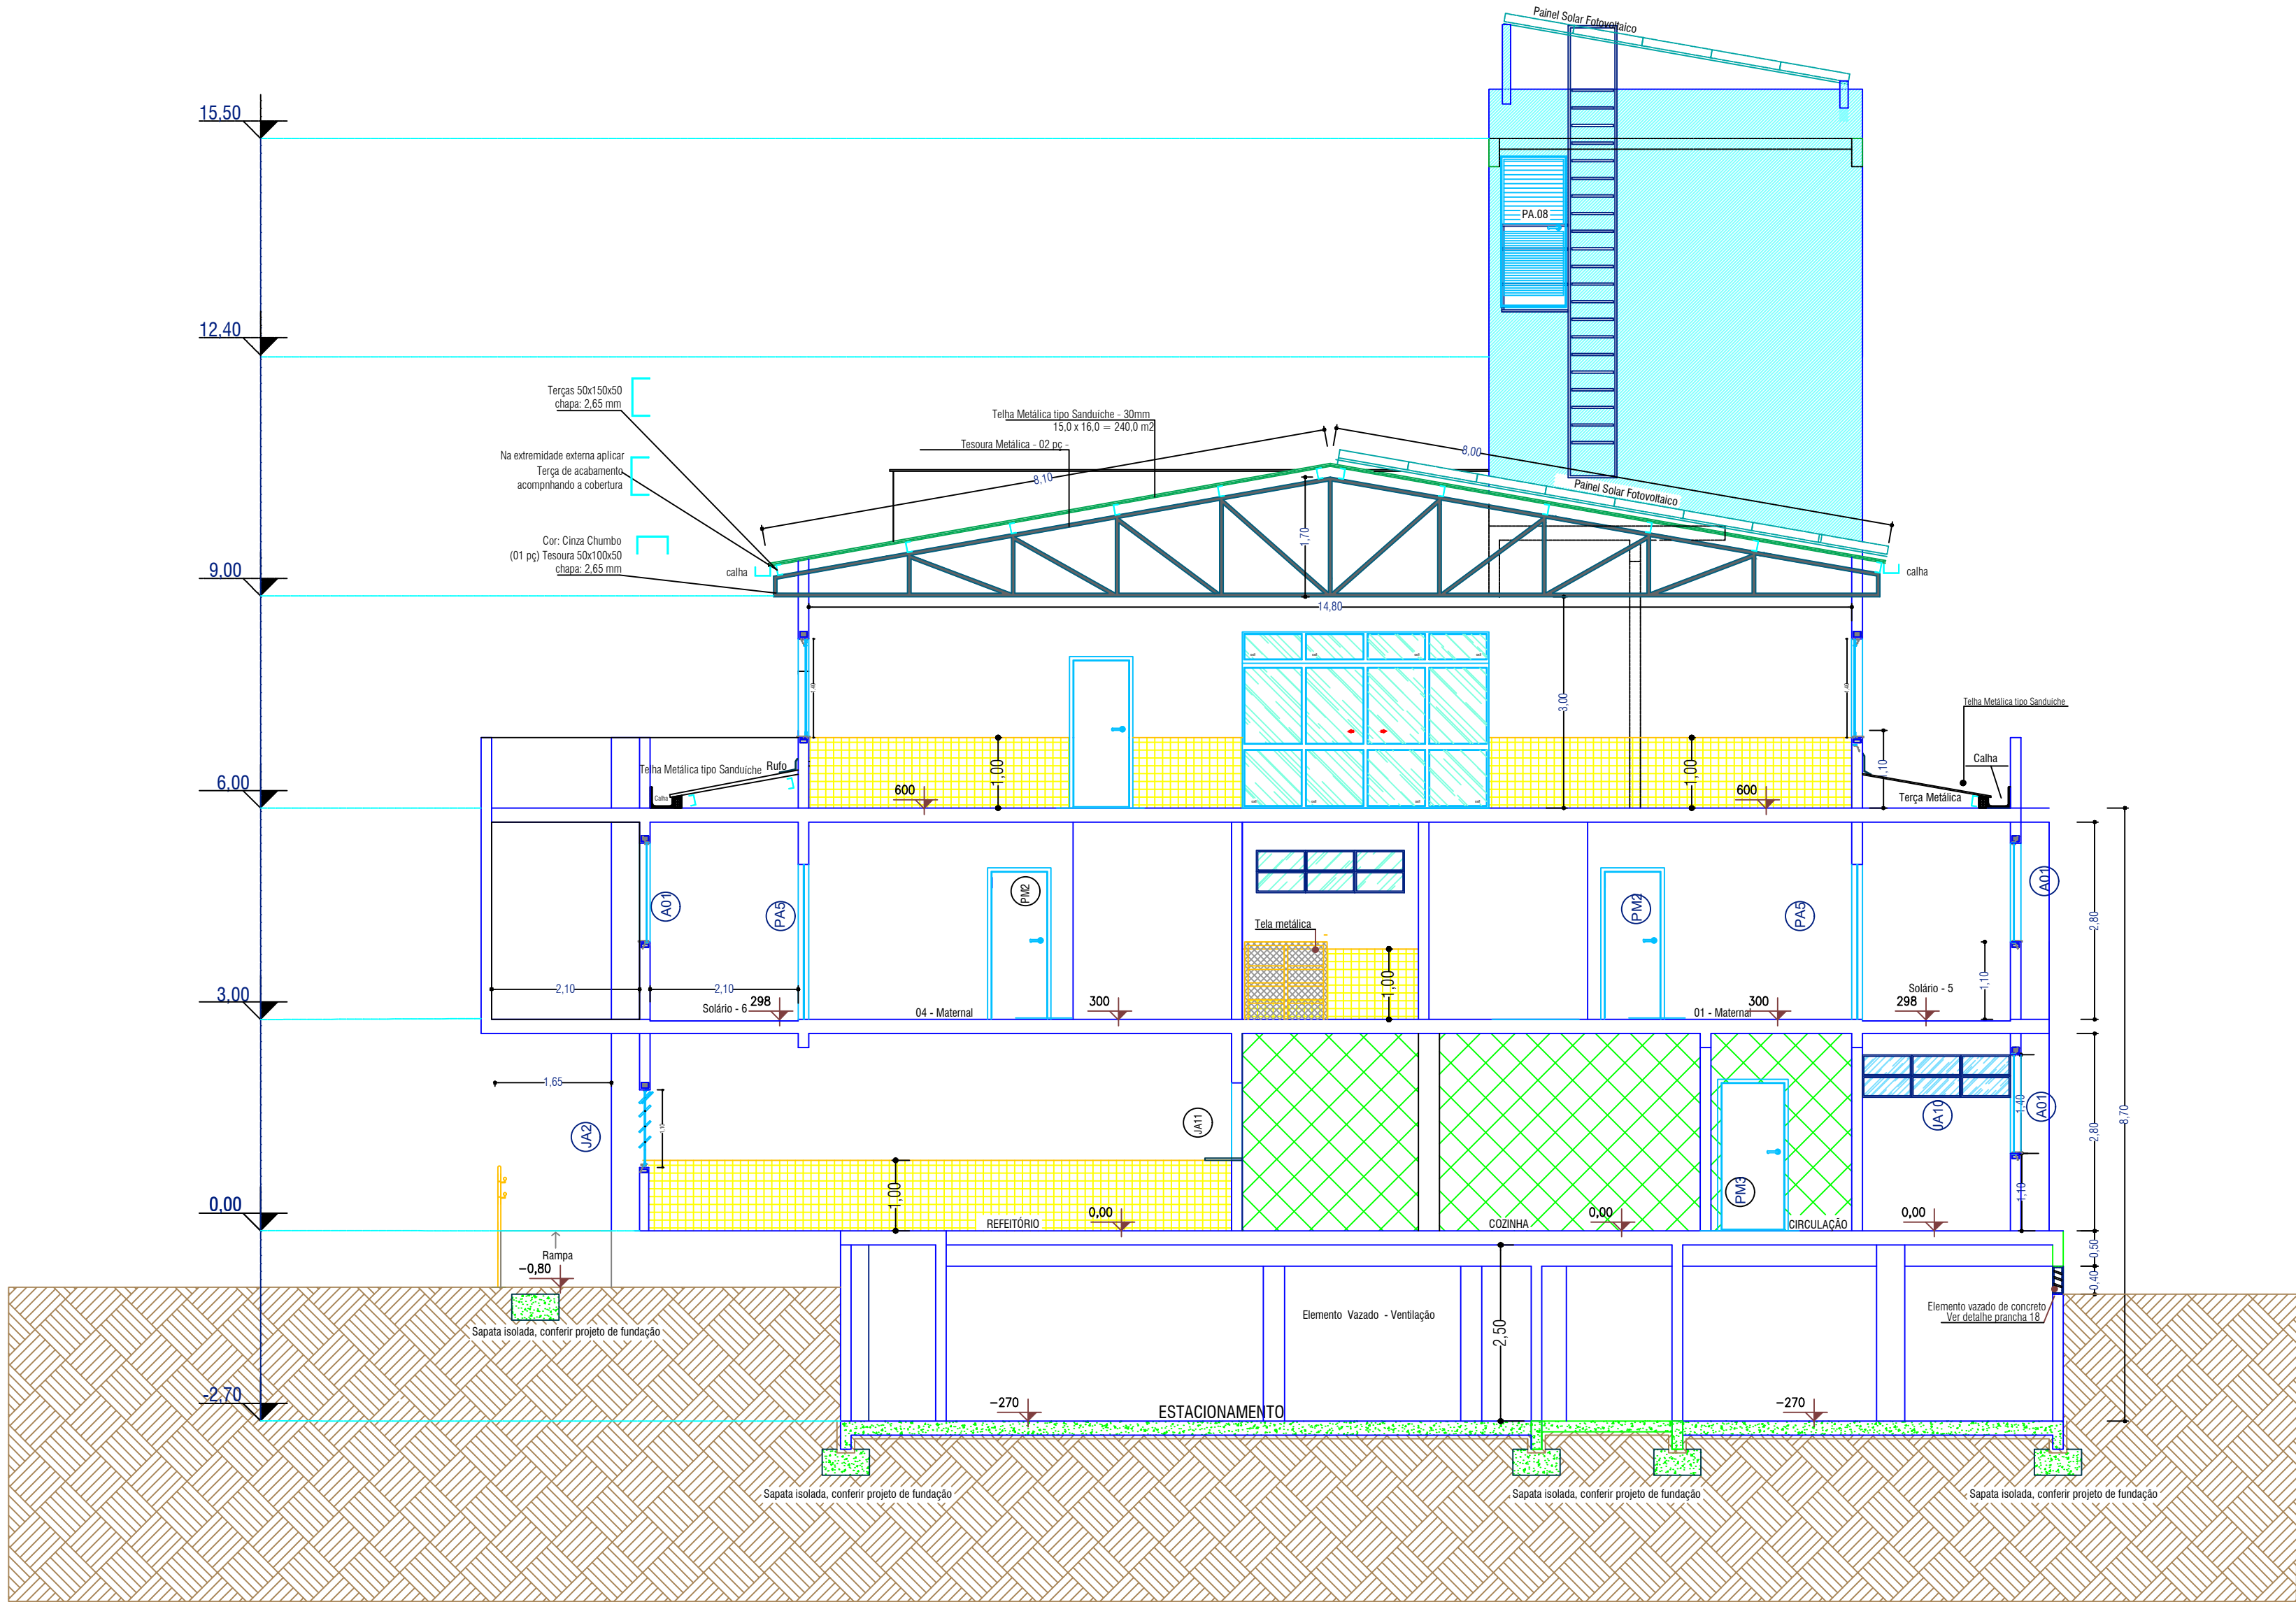 Painel Solar Fotovoltaico
15,50
PA.08
12,40
Terças 50x150x50
chapa: 2,65 mm
Telha Metálica tipo Sanduíche - 30mm
15,0 x 16,0 = 240,0 m2
Tesoura Metálica - 02 pç -
Na extremidade externa aplicar
Terça de acabamento
acompnhando a cobertura
8,10
8,00
Painel Solar Fotovoltaico
1,70
Cor: Cinza Chumbo
(01 pç) Tesoura 50x100x50
chapa: 2,65 mm
calha
calha
9,00
14,80
3,00
Telha Metálica tipo Sanduíche
Calha
Terça Metálica
1,10
Telha Metálica tipo Sanduíche
Rufo
Calha
1,00
1,00
6,00
600
600
A01
PA5
PM2
PM2
PA5
A01
Tela metálica
1,00
2,80
1,10
2,10
2,10
Solário - 6
298
04 - Maternal
300
01 - Maternal
300
298
Solário - 5
3,00
1,65
JA2
JA11
JA10
1,40
A01
2,80
8,70
PM3
1,10
1,00
0,00
REFEITÓRIO
0,00
COZINHA
0,00
CIRCULAÇÃO
0,00
Rampa
-0,80
0,50
0,40
Elemento Vazado - Ventilação
2,50
Elemento vazado de concreto
Ver detalhe prancha 18
Sapata isolada, conferir projeto de fundação
-2,70
-270
ESTACIONAMENTO
-270
Sapata isolada, conferir projeto de fundação
Sapata isolada, conferir projeto de fundação
Sapata isolada, conferir projeto de fundação